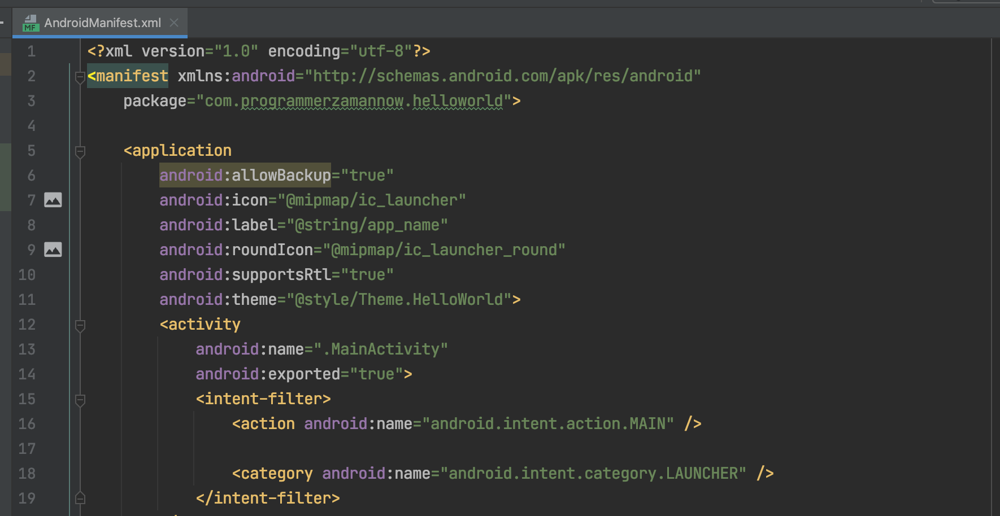 MF AndroidManifest.xml
1 <?xml version="1.0" encoding="utf-8"?>
2 <manifest xmlns:android="http://schemas.android.com/apk/res/android"
3     package="com.programmerzamannow.helloworld">
4
5     <application
6         android:allowBackup="true"
7         android:icon="@mipmap/ic_launcher"
8         android:label="@string/app_name"
9         android:roundIcon="@mipmap/ic_launcher_round"
10         android:supportsRtl="true"
11         android:theme="@style/Theme.HelloWorld">
12         <activity
13             android:name=".MainActivity"
14             android:exported="true">
15             <intent-filter>
16                 <action android:name="android.intent.action.MAIN" />
17
18                 <category android:name="android.intent.category.LAUNCHER" />
19             </intent-filter>